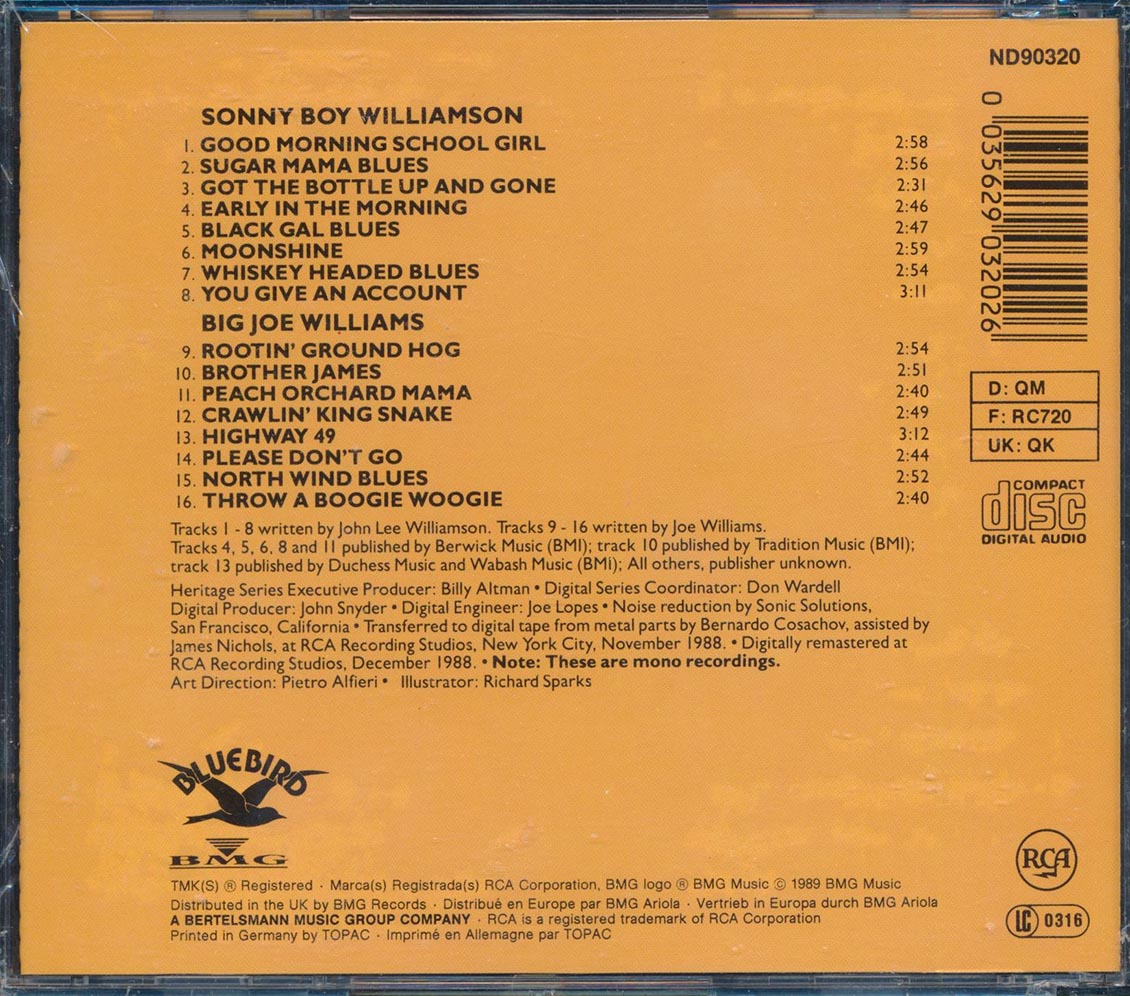 ND90320
SONNY BOY WILLIAMSON
1. GOOD MORNING SCHOOL GIRL 2:58
2. SUGAR MAMA BLUES 2:56
3. GOT THE BOTTLE UP AND GONE 2:31
4. EARLY IN THE MORNING 2:46
5. BLACK GAL BLUES 2:47
6. MOONSHINE 2:59
7. WHISKEY HEADED BLUES 2:54
8. YOU GIVE AN ACCOUNT 3:11
BIG JOE WILLIAMS
9. ROOTIN' GROUND HOG 2:54
10. BROTHER JAMES 2:51
11. PEACH ORCHARD MAMA 2:40
12. CRAWLIN' KING SNAKE 2:49
13. HIGHWAY 49 3:12
14. PLEASE DON'T GO 2:44
15. NORTH WIND BLUES 2:52
16. THROW A BOOGIE WOOGIE 2:40
0 035629 032026
D: QM
F: RC720
UK: QK
COMPACT
disc
DIGITAL AUDIO
Tracks 1 - 8 written by John Lee Williamson. Tracks 9 - 16 written by Joe Williams.
Tracks 4, 5, 6, 8 and 11 published by Berwick Music (BMI); track 10 published by Tradition Music (BMI);
track 13 published by Duchess Music and Wabash Music (BMi); All others, publisher unknown.
Heritage Series Executive Producer: Billy Altman • Digital Series Coordinator: Don Wardell
Digital Producer: John Snyder • Digital Engineer: Joe Lopes • Noise reduction by Sonic Solutions,
San Francisco, California • Transferred to digital tape from metal parts by Bernardo Cosachov, assisted by
James Nichols, at RCA Recording Studios, New York City, November 1988. • Digitally remastered at
RCA Recording Studios, December 1988. • Note: These are mono recordings.
Art Direction: Pietro Alfieri • Illustrator: Richard Sparks
BLUEBIRD
BMG
RCA
TMK(S) ® Registered · Marca(s) Registrada(s) RCA Corporation, BMG logo ® BMG Music © 1989 BMG Music
Distributed in the UK by BMG Records · Distribué en Europe par BMG Ariola · Vertrieb in Europa durch BMG Ariola
A BERTELSMANN MUSIC GROUP COMPANY · RCA is a registered trademark of RCA Corporation
Printed in Germany by TOPAC · Imprimé en Allemagne par TOPAC
LC 0316